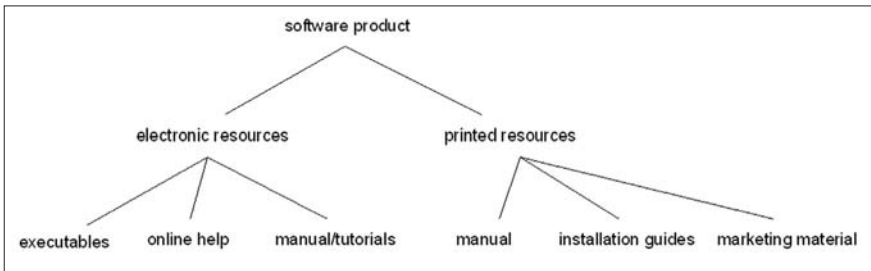 software product
electronic resources printed resources
executables online help manual/tutorials manual installation guides marketing material